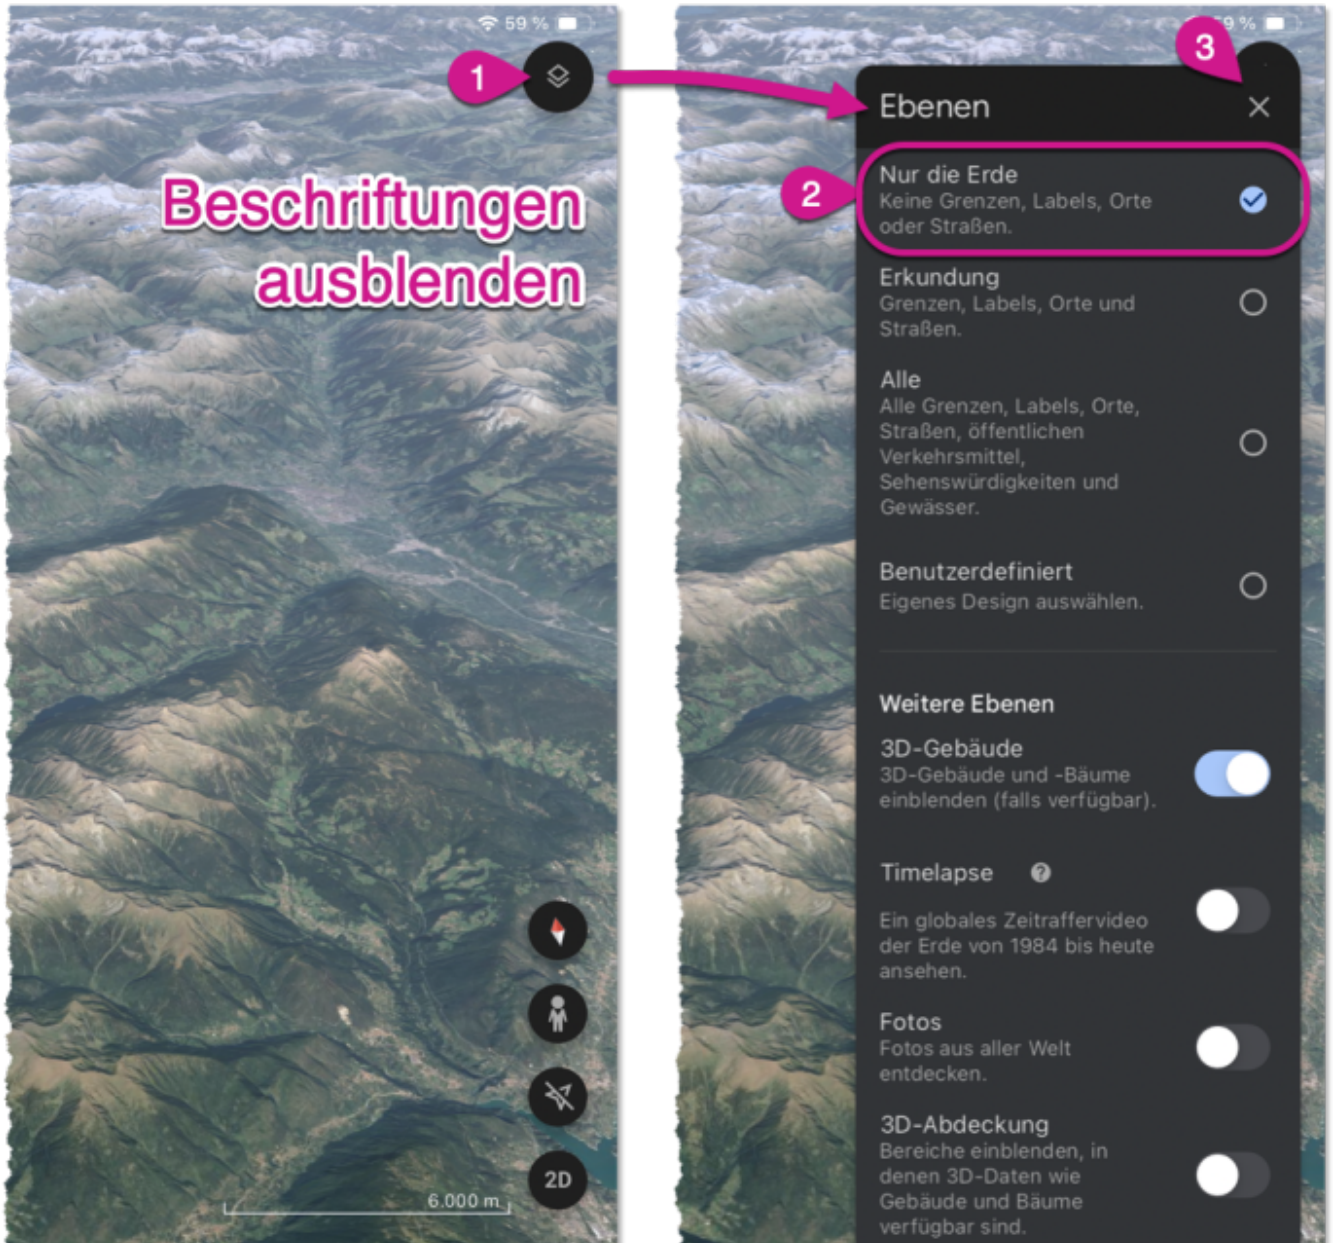 59 %
1
Beschriftungen
ausblenden
2D
6.000 m
59 %
3
Ebenen
2
Nur die Erde
Keine Grenzen, Labels, Orte
oder Straßen.
Erkundung
Grenzen, Labels, Orte und
Straßen.
Alle
Alle Grenzen, Labels, Orte,
Straßen, öffentlichen
Verkehrsmittel,
Sehenswürdigkeiten und
Gewässer.
Benutzerdefiniert
Eigenes Design auswählen.
Weitere Ebenen
3D-Gebäude
3D-Gebäude und -Bäume
einblenden (falls verfügbar).
Timelapse ?
Ein globales Zeitraffervideo
der Erde von 1984 bis heute
ansehen.
Fotos
Fotos aus aller Welt
entdecken.
3D-Abdeckung
Bereiche einblenden, in
denen 3D-Daten wie
Gebäude und Bäume
verfügbar sind.